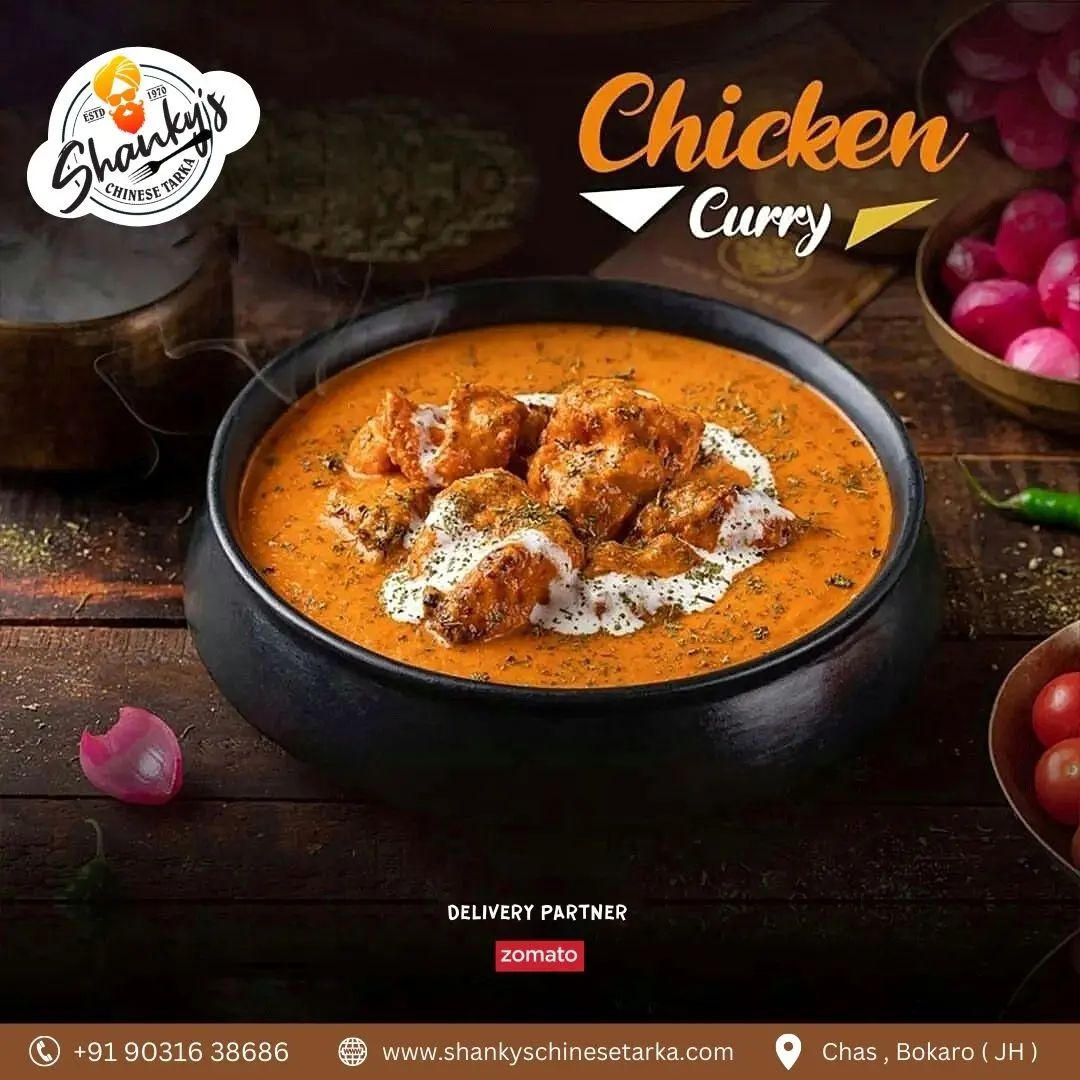 ESTD 1970
Shanky's
CHINESE TARKA
Chicken
Curry
DELIVERY PARTNER
zomato
+91 90316 38686
www.shankyschinesetarka.com
Chas , Bokaro ( JH )